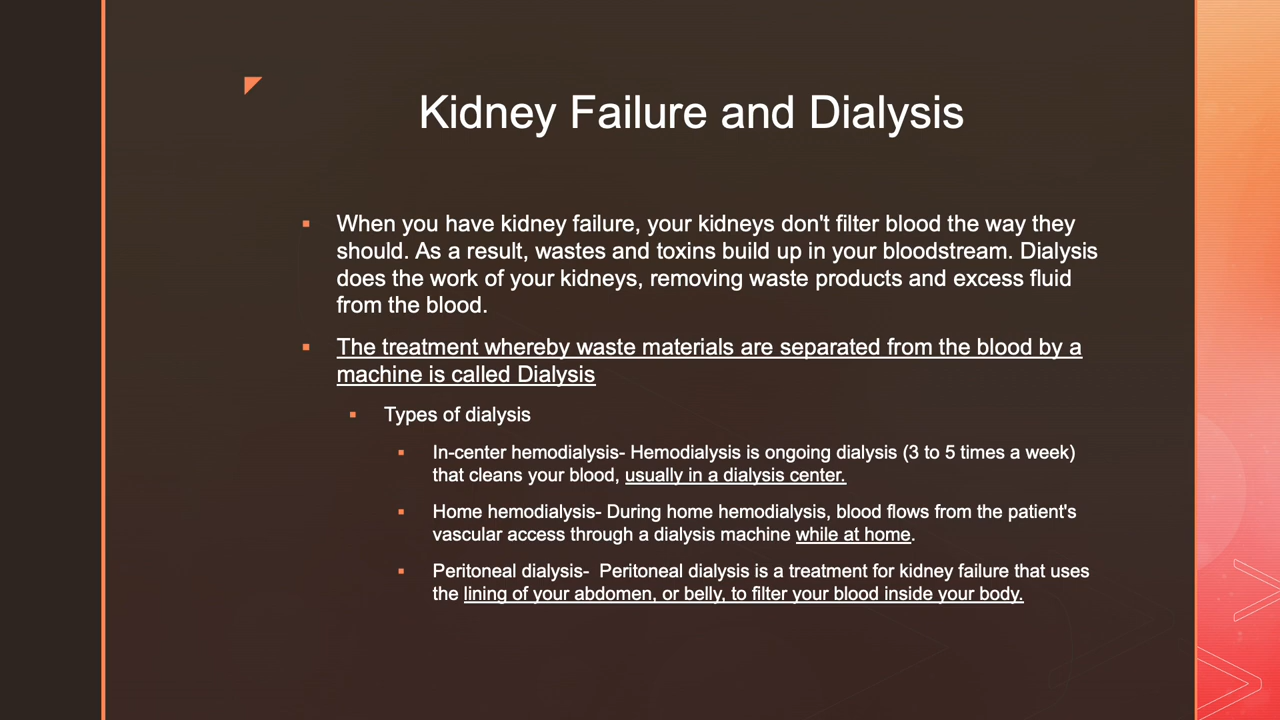 Kidney Failure and Dialysis
When you have kidney failure, your kidneys don't filter blood the way they
should. As a result, wastes and toxins build up in your bloodstream. Dialysis
does the work of your kidneys, removing waste products and excess fluid
from the blood.
The treatment whereby waste materials are separated from the blood by a
machine is called Dialysis
Types of dialysis
In-center hemodialysis- Hemodialysis is ongoing dialysis (3 to 5 times a week)
that cleans your blood, usually in a dialysis center.
Home hemodialysis- During home hemodialysis, blood flows from the patient's
vascular access through a dialysis machine while at home.
Peritoneal dialysis-  Peritoneal dialysis is a treatment for kidney failure that uses
the lining of your abdomen, or belly, to filter your blood inside your body.